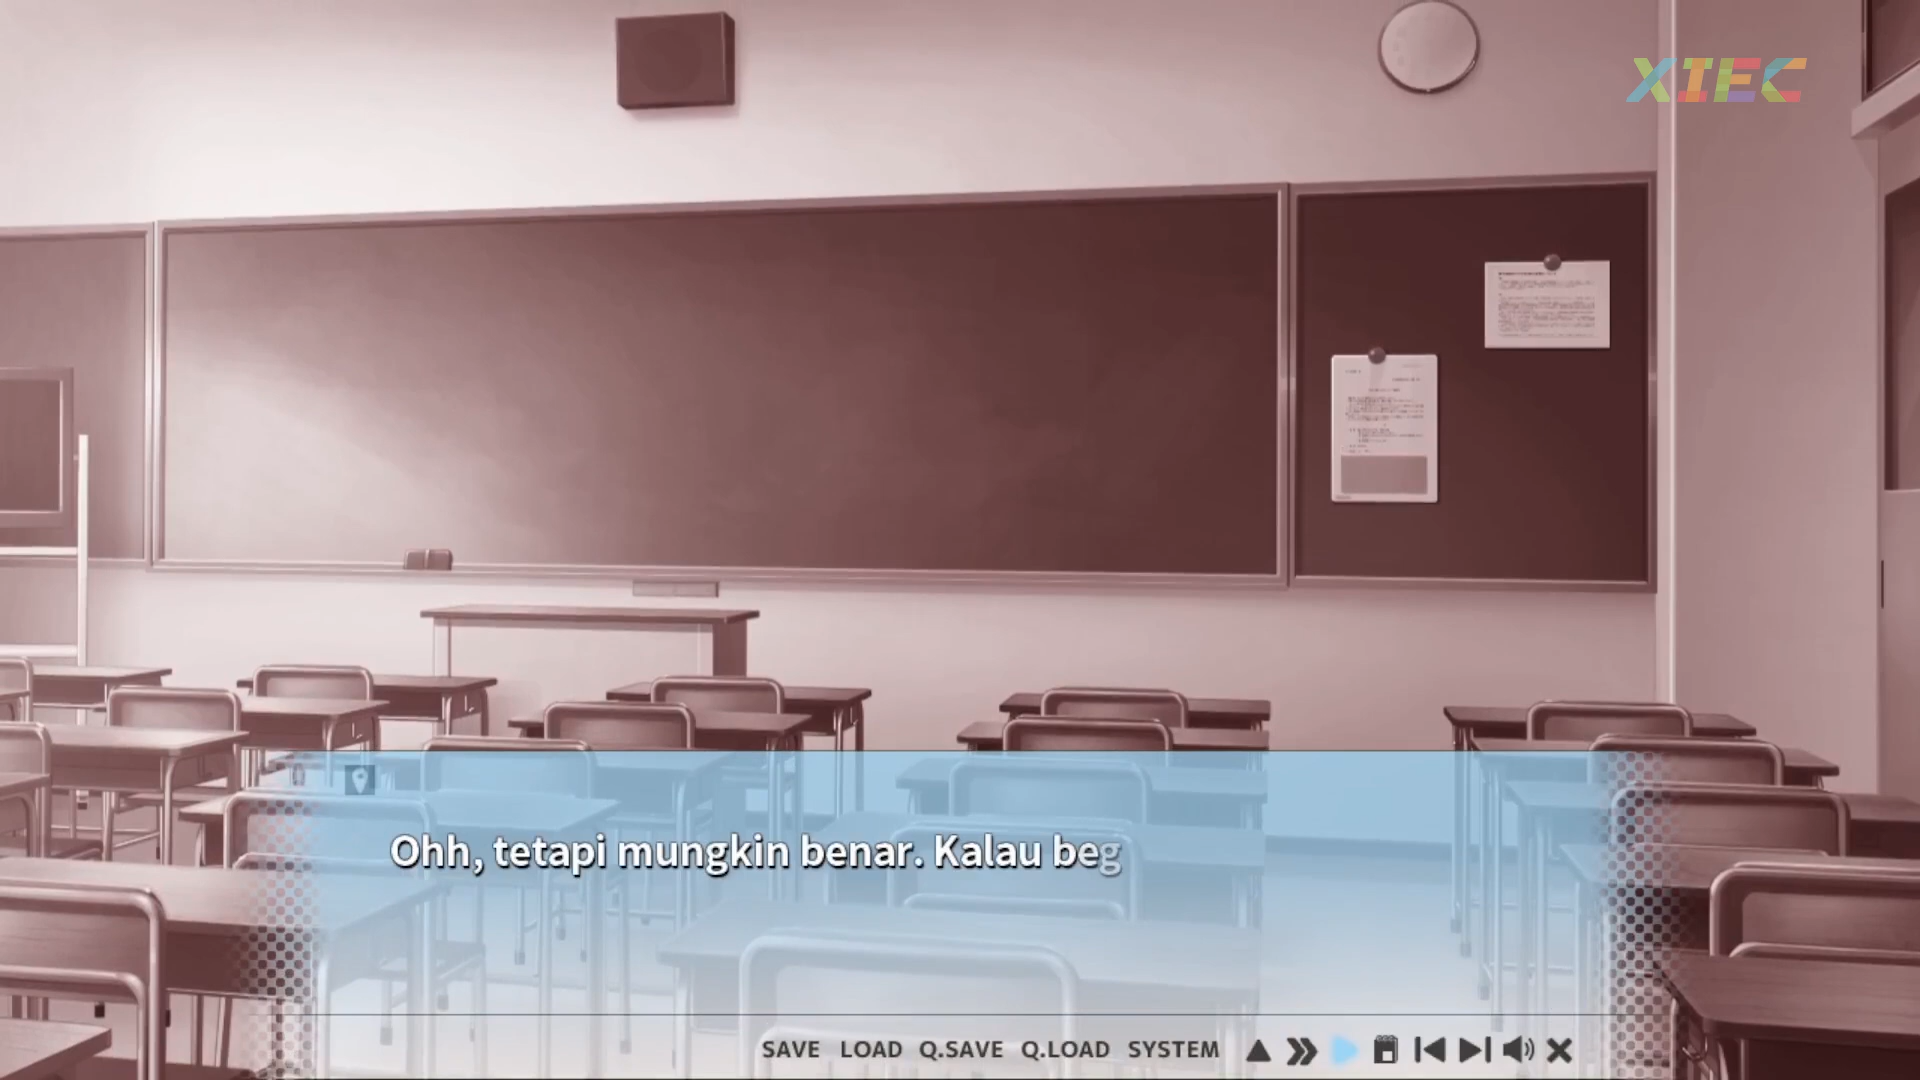 XIEC
Ohh, tetapi mungkin benar. Kalau beg
SAVE LOAD Q.SAVE Q.LOAD SYSTEM